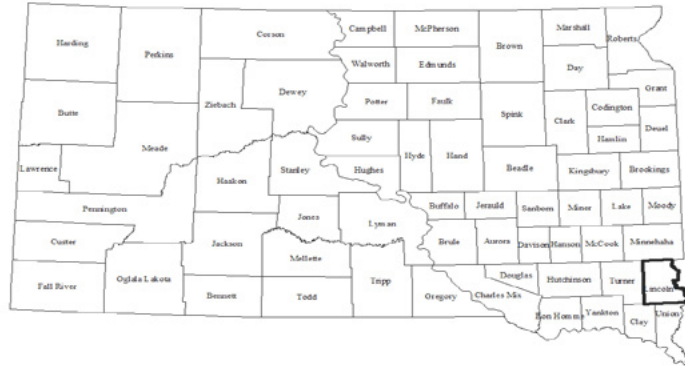 Harding
Perkins
Corson
Campbell
McPherson
Brown
Marshall
Roberts
Walworth
Edmunds
Day
Butte
Ziebach
Dewey
Potter
Faulk
Spink
Clark
Codington
Grant
Hamlin
Deuel
Meade
Sully
Hyde
Hand
Lawrence
Haakon
Stanley
Hughes
Beadle
Kingsbury
Brookings
Pennington
Jones
Lyman
Buffalo
Jerauld
Sanborn
Miner
Lake
Moody
Custer
Jackson
Brule
Aurora
Davison
Hanson
McCook
Minnehaha
Mellette
Fall River
Oglala Lakota
Bennett
Todd
Tripp
Gregory
Charles Mix
Douglas
Hutchinson
Turner
Lincoln
Bon Homme
Yankton
Clay
Union